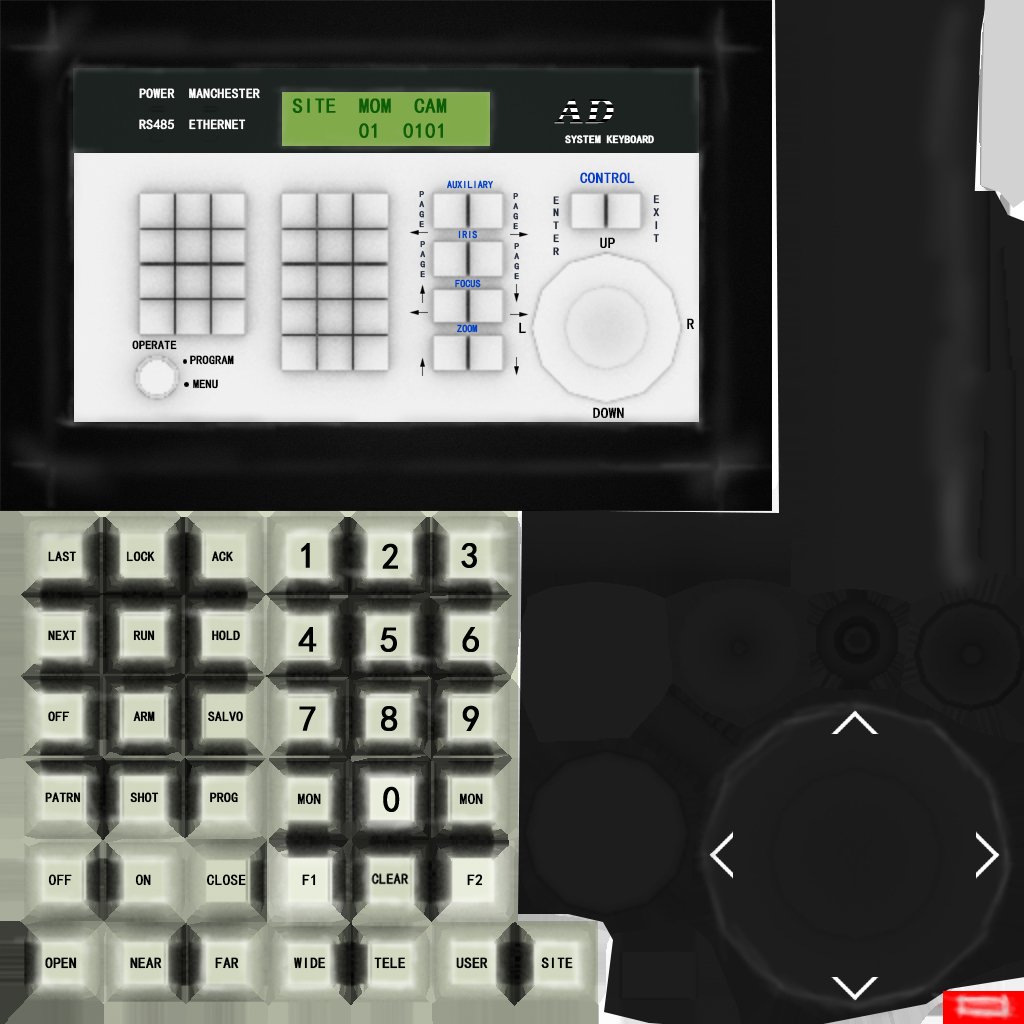 POWER MANCHESTER
RS485 ETHERNET
SITE MOM CAM
01 0101
AD
SYSTEM KEYBOARD
AUXILIARY
PAGE
PAGE
IRIS
PAGE
PAGE
FOCUS
ZOOM
CONTROL
ENTER
EXIT
UP
L
R
DOWN
OPERATE
PROGRAM
MENU
LAST LOCK ACK 1 2 3
NEXT RUN HOLD 4 5 6
OFF ARM SALVO 7 8 9
PATRN SHOT PROG MON 0 MON
OFF ON CLOSE F1 CLEAR F2
OPEN NEAR FAR WIDE TELE USER SITE